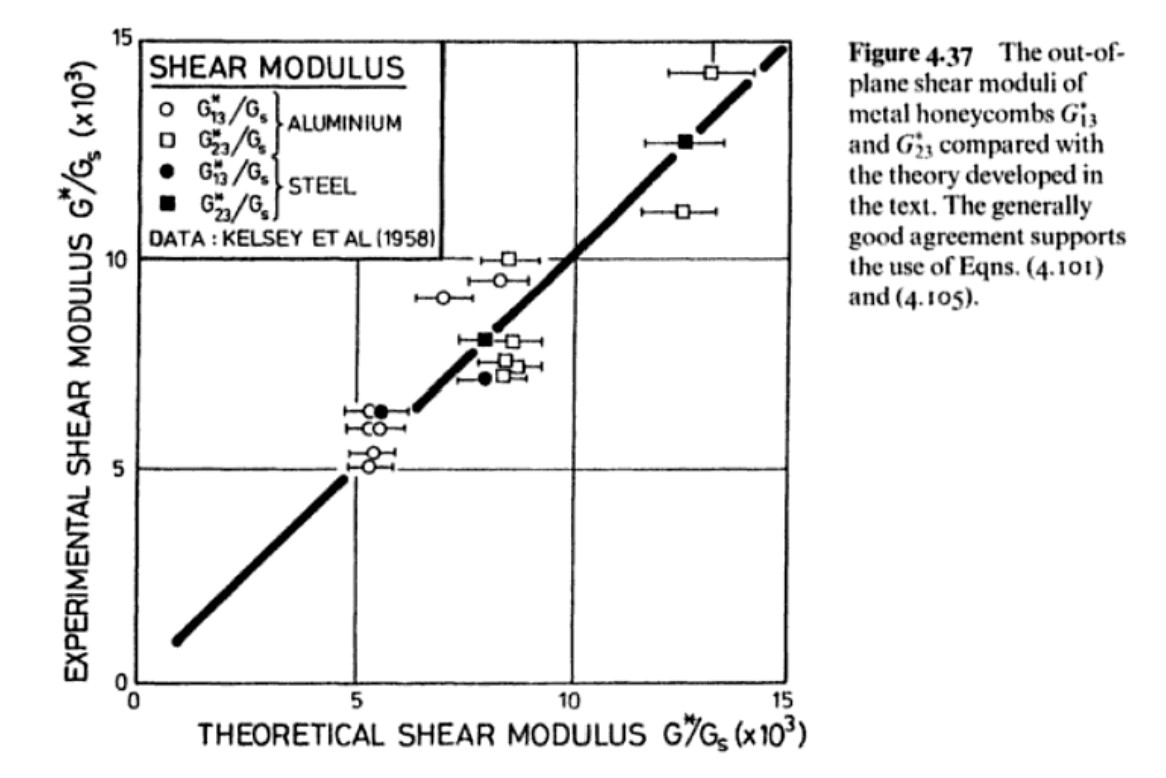 15
SHEAR MODULUS
G*13/Gs
G*23/Gs
ALUMINIUM
G*13/Gs
G*23/Gs
STEEL
DATA : KELSEY ET AL (1958)
10
5
0
EXPERIMENTAL SHEAR MODULUS G*/Gs (x10³)
0
5
10
15
THEORETICAL SHEAR MODULUS G*/Gs (x10³)
Figure 4.37 The out-of-
plane shear moduli of
metal honeycombs G*13
and G*23 compared with
the theory developed in
the text. The generally
good agreement supports
the use of Eqns. (4.101)
and (4.105).